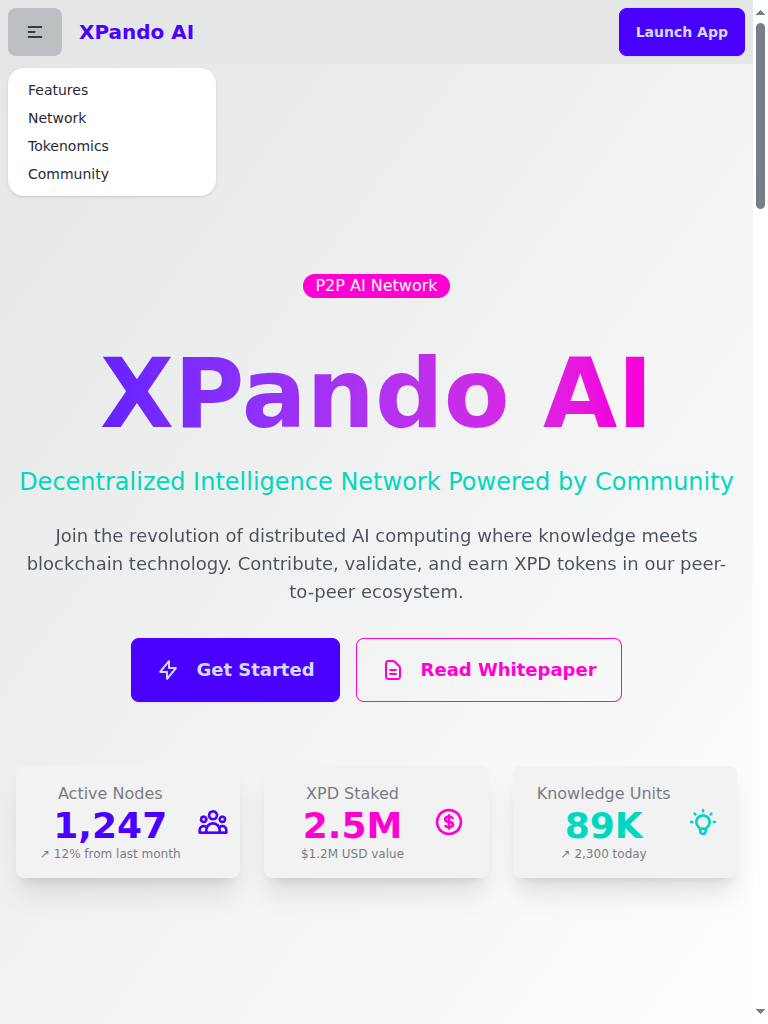 XPando AI
Launch App
Features
Network
Tokenomics
Community
P2P AI Network
XPando AI
Decentralized Intelligence Network Powered by Community
Join the revolution of distributed AI computing where knowledge meets
blockchain technology. Contribute, validate, and earn XPD tokens in our peer-
to-peer ecosystem.
Get Started
Read Whitepaper
Active Nodes
1,247
↗ 12% from last month
XPD Staked
2.5M
$1.2M USD value
Knowledge Units
89K
↗ 2,300 today